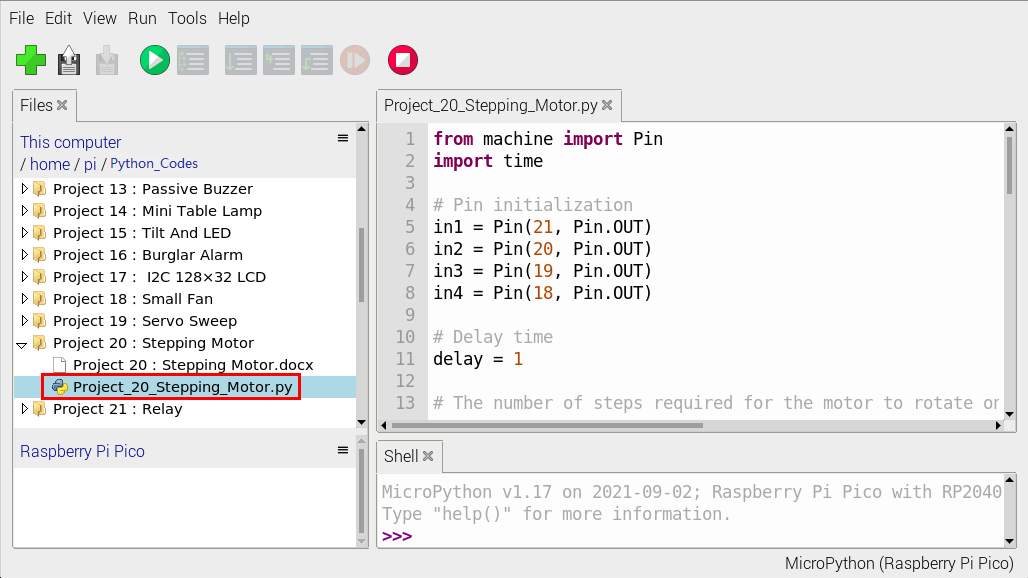 File Edit View Run Tools Help
Files
This computer
/ home / pi / Python_Codes
Project 13 : Passive Buzzer
Project 14 : Mini Table Lamp
Project 15 : Tilt And LED
Project 16 : Burglar Alarm
Project 17 :  I2C 128×32 LCD
Project 18 : Small Fan
Project 19 : Servo Sweep
Project 20 : Stepping Motor
Project 20 : Stepping Motor.docx
Project_20_Stepping_Motor.py
Project 21 : Relay
Raspberry Pi Pico
Project_20_Stepping_Motor.py
1 from machine import Pin
2 import time
3
4 # Pin initialization
5 in1 = Pin(21, Pin.OUT)
6 in2 = Pin(20, Pin.OUT)
7 in3 = Pin(19, Pin.OUT)
8 in4 = Pin(18, Pin.OUT)
9
10 # Delay time
11 delay = 1
12
13 # The number of steps required for the motor to rotate on
Shell
MicroPython v1.17 on 2021-09-02; Raspberry Pi Pico with RP2040
Type "help()" for more information.
>>>
MicroPython (Raspberry Pi Pico)